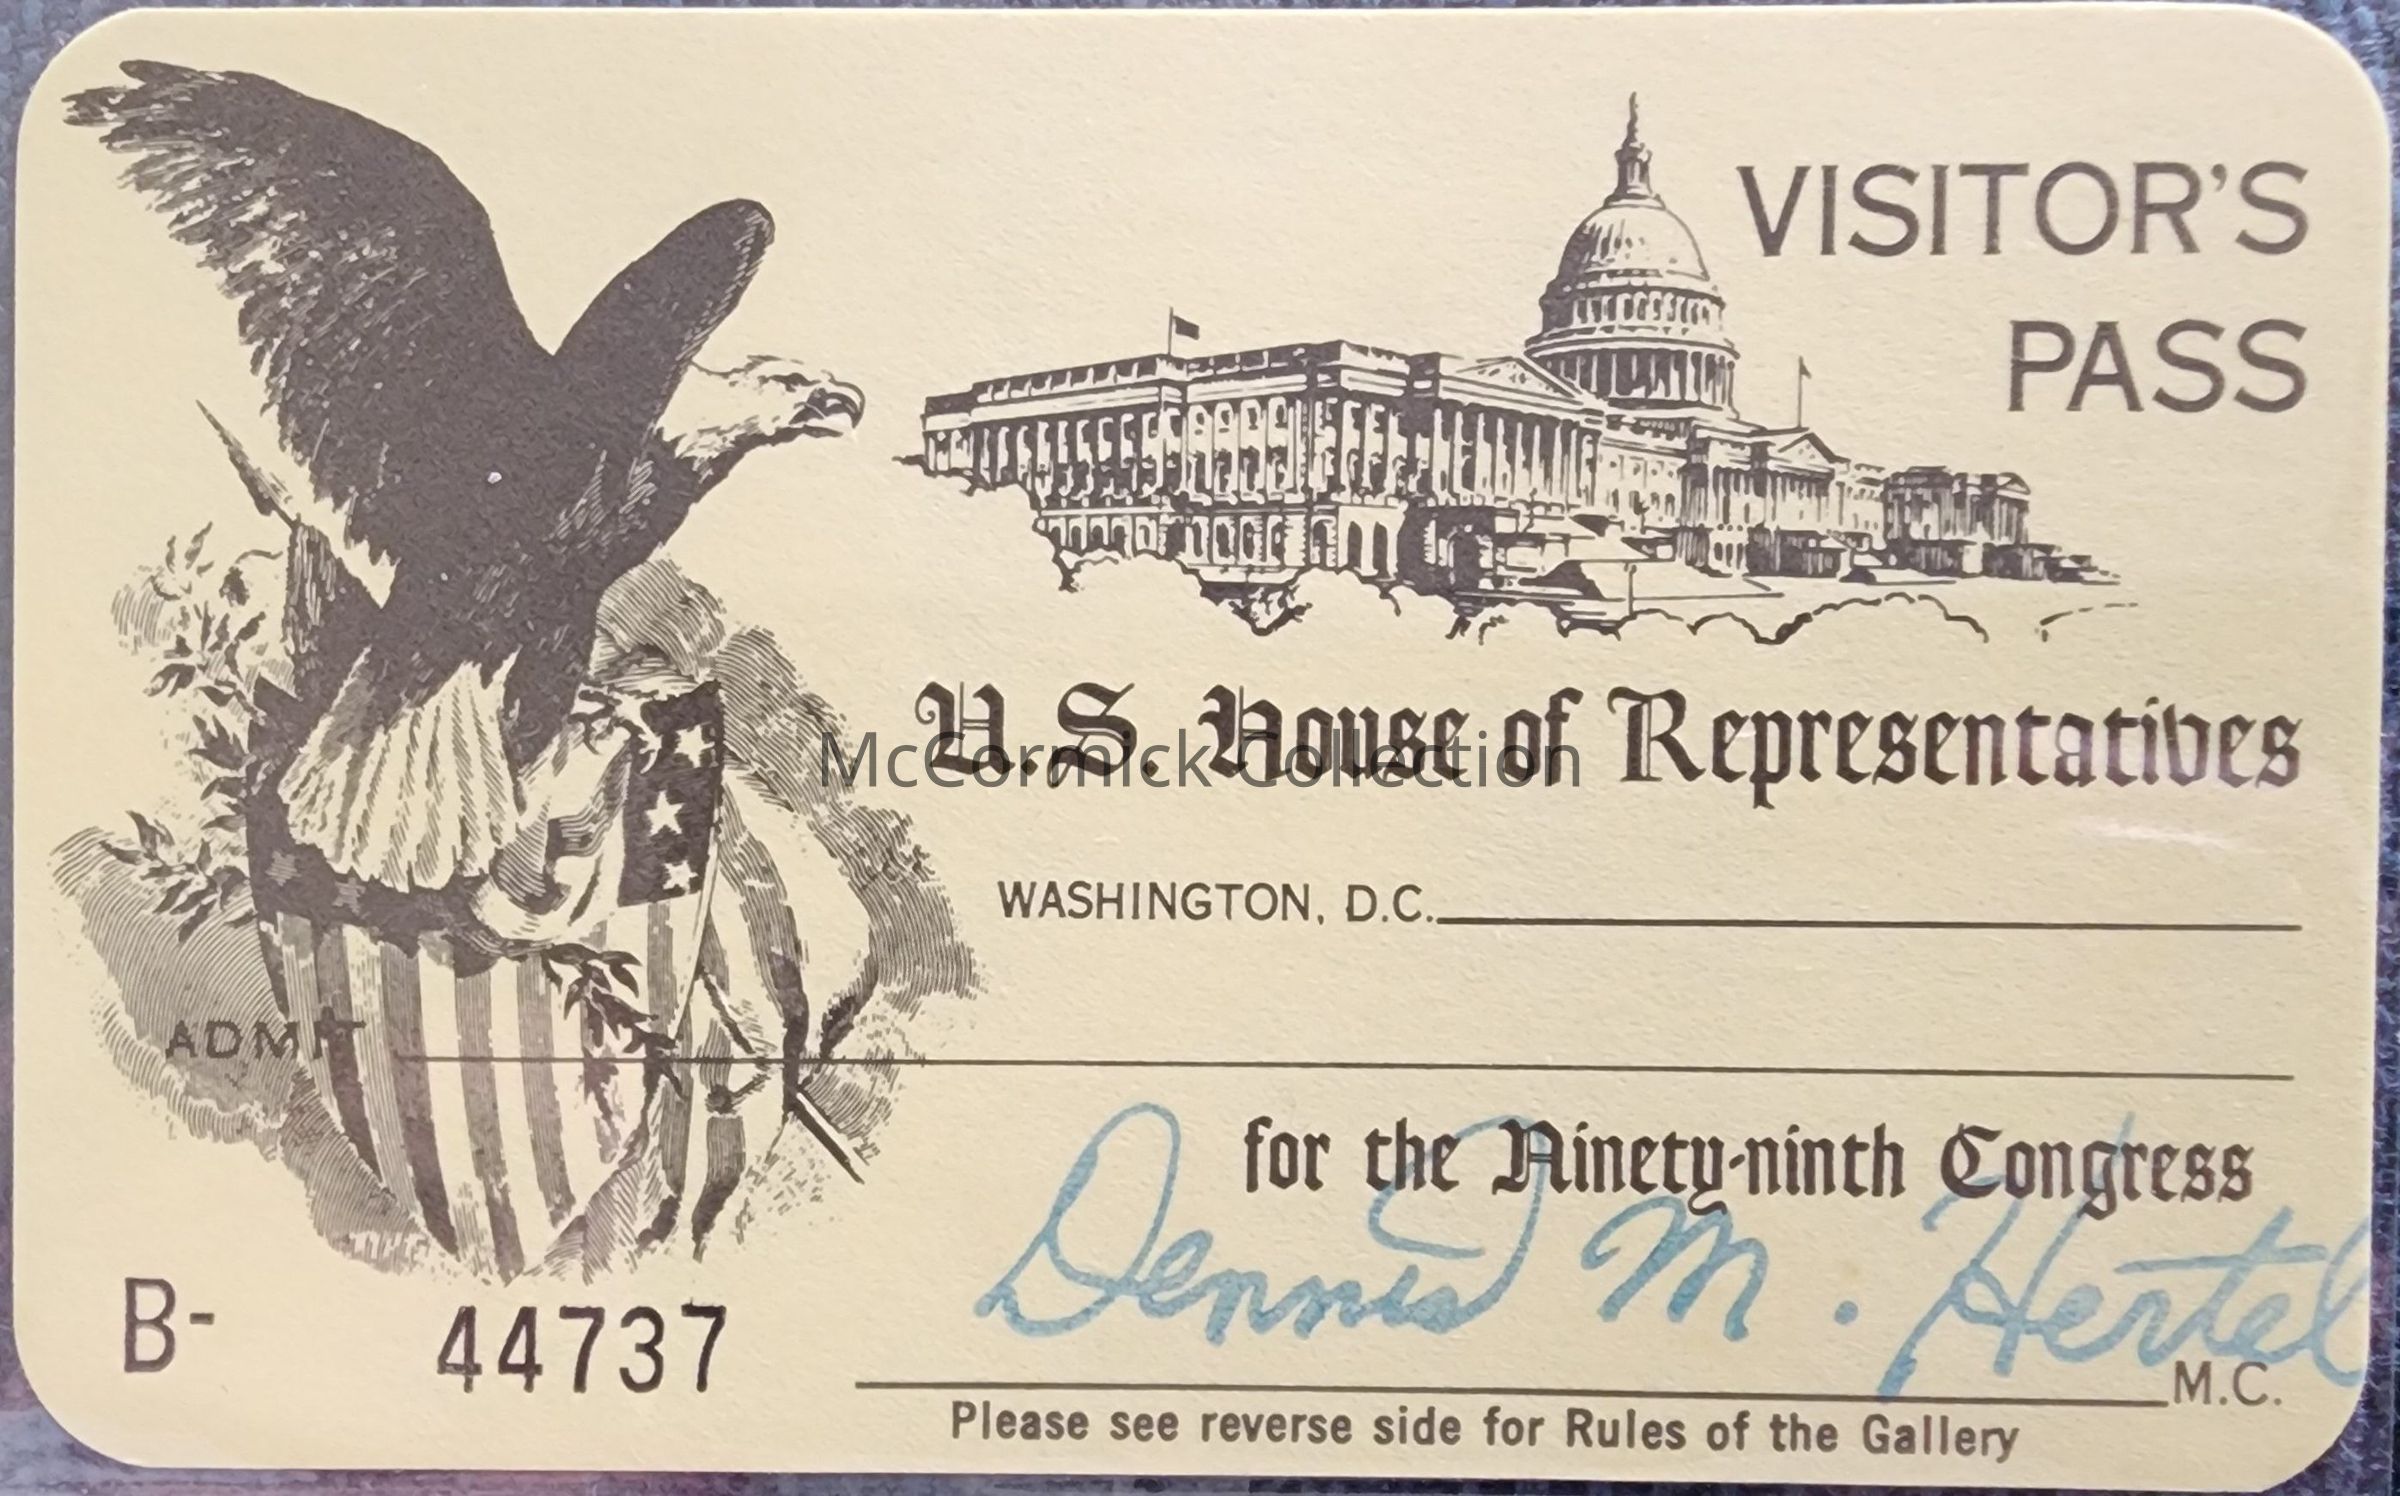 VISITOR'S
PASS
U.S. House of Representatives
McCormick Collection
WASHINGTON, D.C.
ADMIT
for the Ninety-ninth Congress
Dennis M. Hertel
B- 44737
M.C.
Please see reverse side for Rules of the Gallery